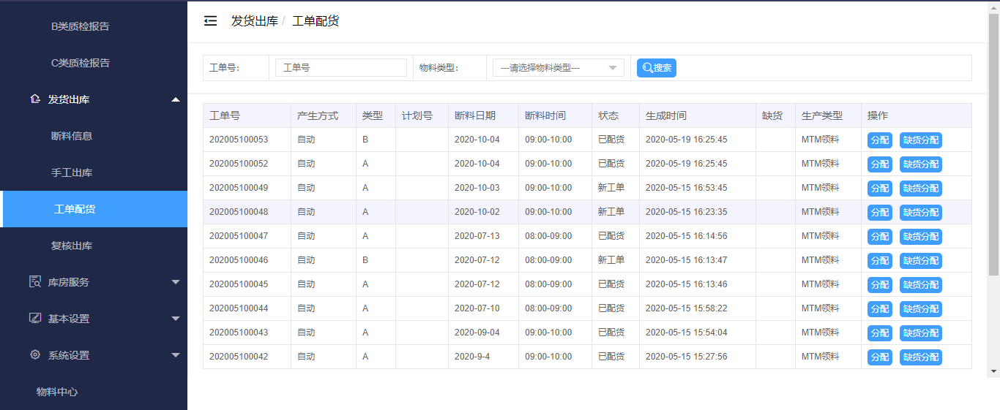 B类质检报告
C类质检报告
发货出库
断料信息
手工出库
工单配货
复核出库
库房服务
基本设置
系统设置
物料中心
发货出库 / 工单配货
工单号: 工单号 物料类型: ---请选择物料类型--- 搜索
工单号 产生方式 类型 计划号 断料日期 断料时间 状态 生成时间 缺货 生产类型 操作
202005100053 自动 B 2020-10-04 09:00-10:00 已配货 2020-05-19 16:25:45 MTM领料 分配 缺货分配
202005100052 自动 A 2020-10-04 09:00-10:00 已配货 2020-05-19 16:25:45 MTM领料 分配 缺货分配
202005100049 自动 A 2020-10-03 09:00-10:00 新工单 2020-05-15 16:53:45 MTM领料 分配 缺货分配
202005100048 自动 A 2020-10-02 09:00-10:00 新工单 2020-05-15 16:23:35 MTM领料 分配 缺货分配
202005100047 自动 A 2020-07-13 08:00-09:00 已配货 2020-05-15 16:14:56 MTM领料 分配 缺货分配
202005100046 自动 B 2020-07-12 08:00-09:00 新工单 2020-05-15 16:13:47 MTM领料 分配 缺货分配
202005100045 自动 A 2020-07-12 08:00-09:00 已配货 2020-05-15 16:13:46 MTM领料 分配 缺货分配
202005100044 自动 A 2020-07-10 08:00-09:00 已配货 2020-05-15 15:58:22 MTM领料 分配 缺货分配
202005100043 自动 A 2020-09-04 09:00-10:00 已配货 2020-05-15 15:54:04 MTM领料 分配 缺货分配
202005100042 自动 A 2020-9-4 09:00-10:00 已配货 2020-05-15 15:27:56 MTM领料 分配 缺货分配